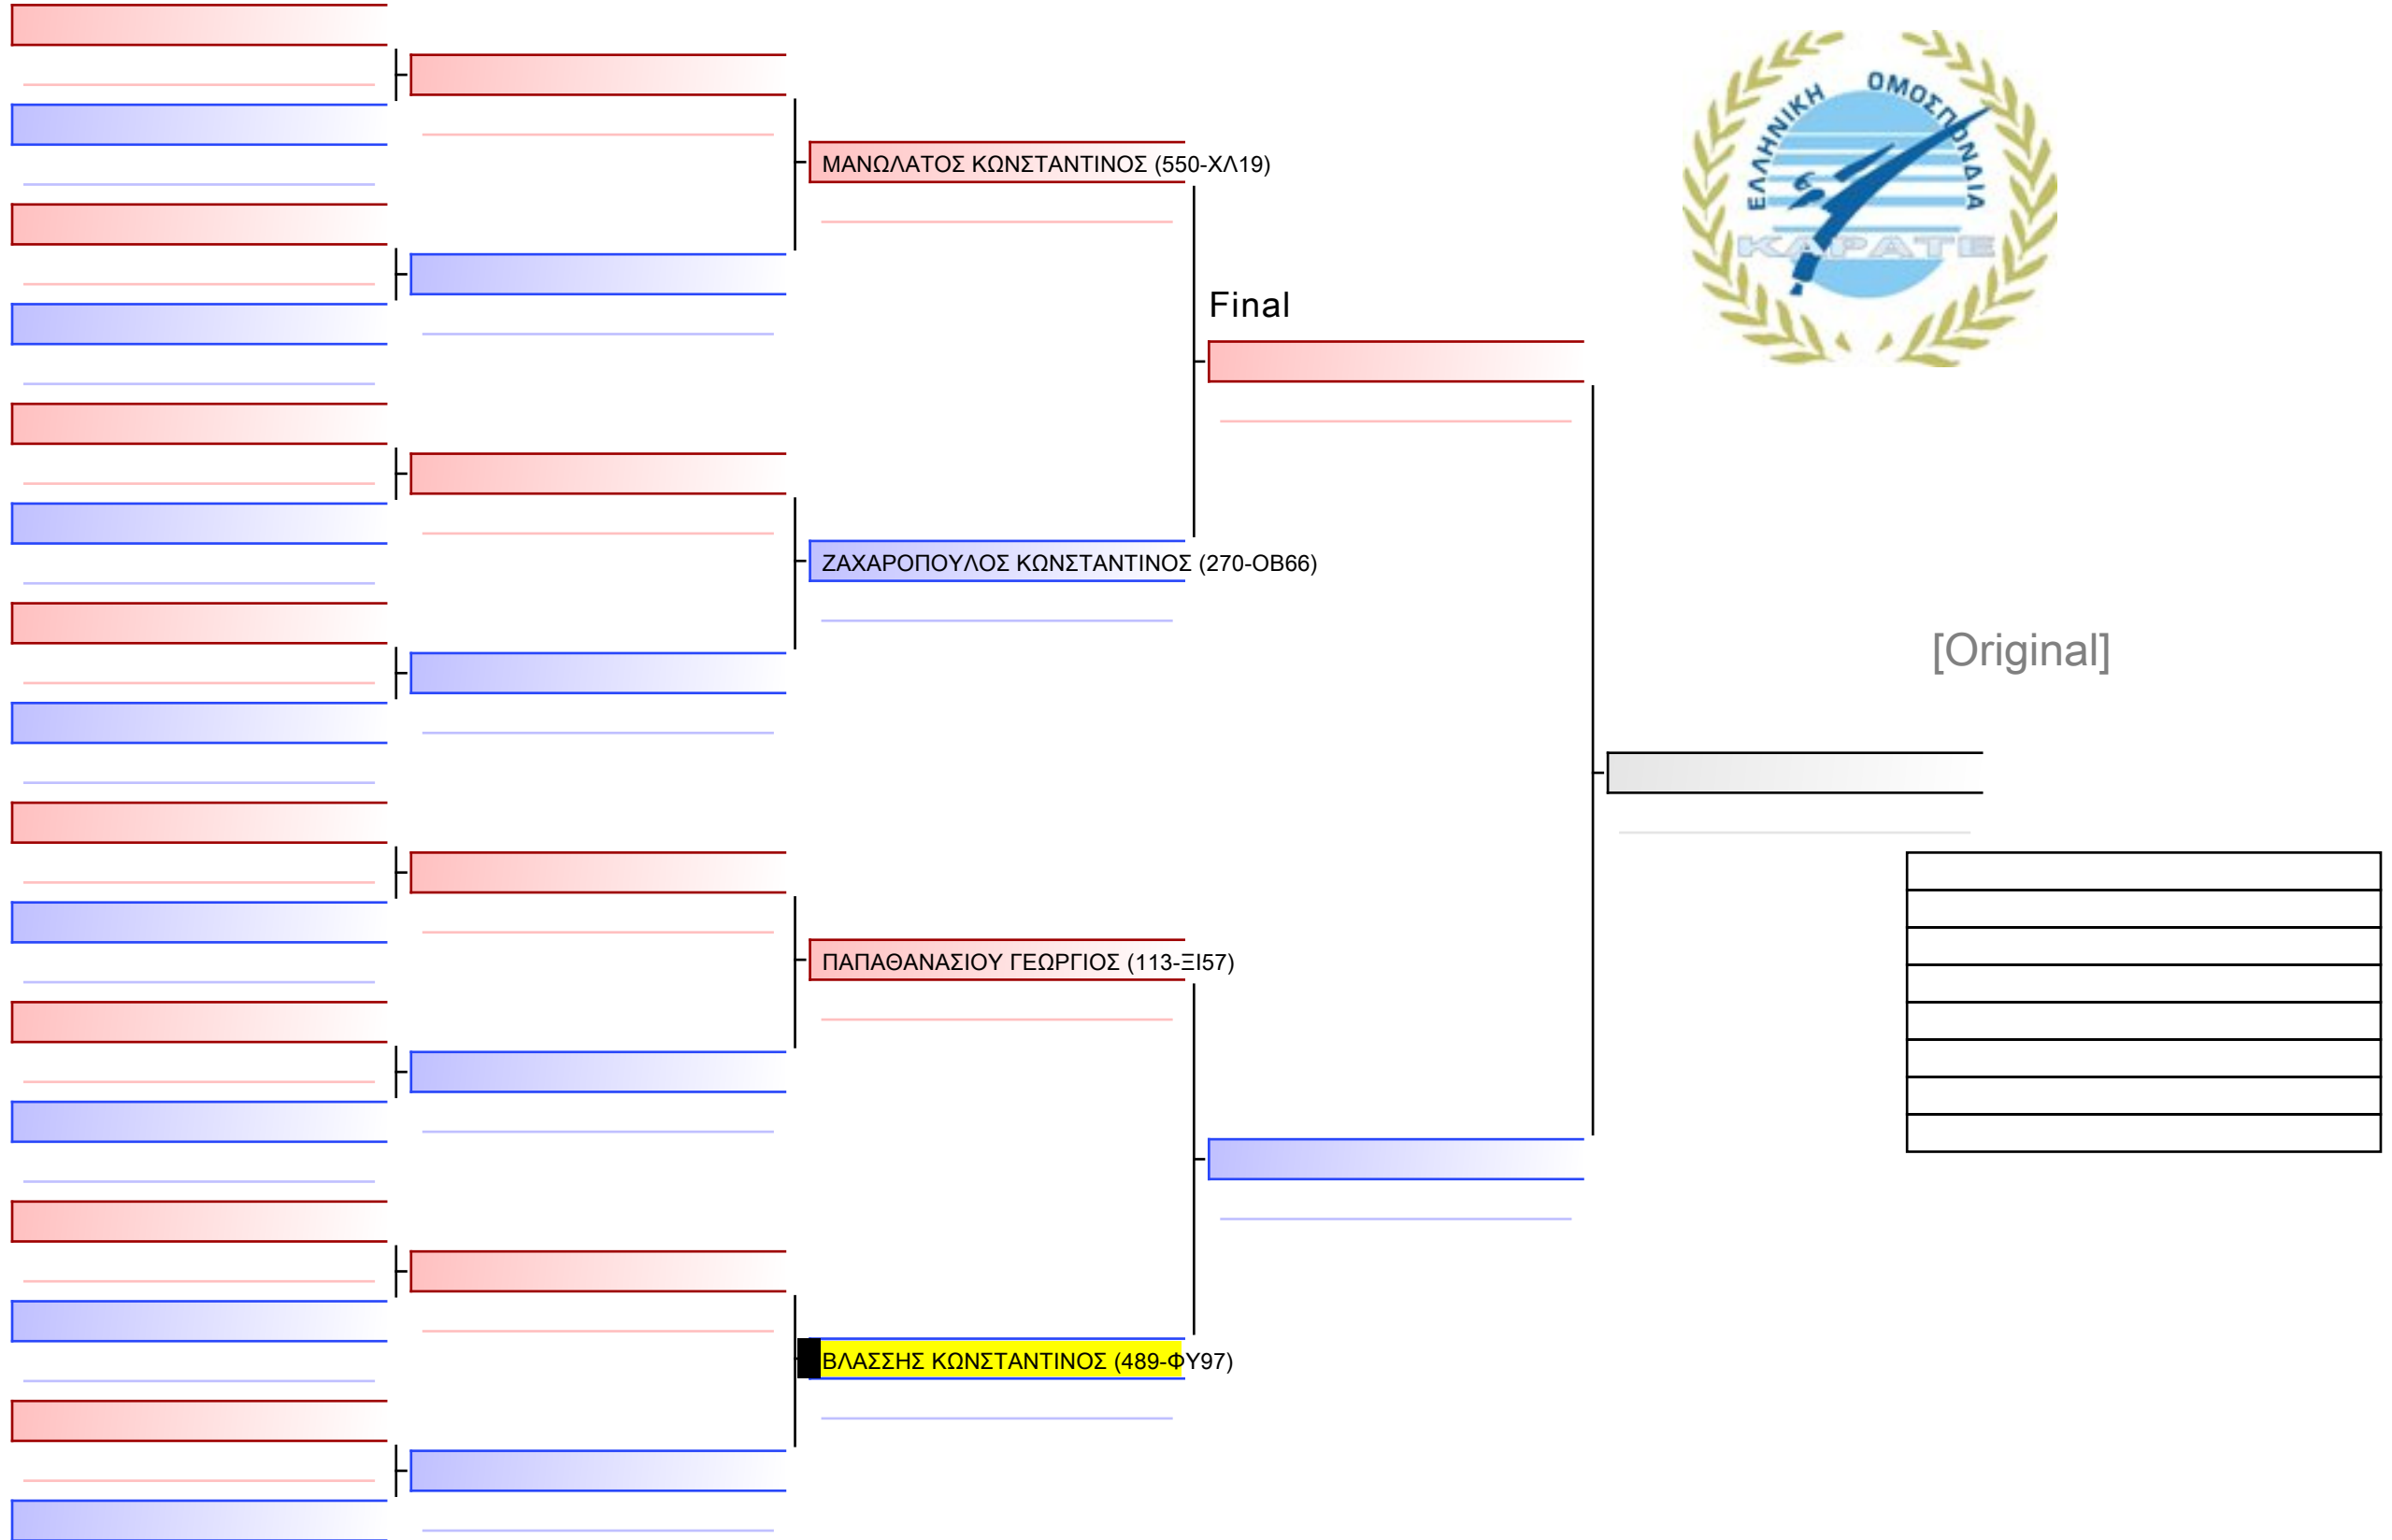 ΕΛΛΗΝΙΚΗ ΟΜΟΣΠΟΝΔΙΑ
ΚΑΡΑΤΕ
ΜΑΝΩΛΑΤΟΣ ΚΩΝΣΤΑΝΤΙΝΟΣ (550-ΧΛ19)
Final
ΖΑΧΑΡΟΠΟΥΛΟΣ ΚΩΝΣΤΑΝΤΙΝΟΣ (270-ΟΒ66)
[Original]
ΠΑΠΑΘΑΝΑΣΙΟΥ ΓΕΩΡΓΙΟΣ (113-ΞΙ57)
ΒΛΑΣΣΗΣ ΚΩΝΣΤΑΝΤΙΝΟΣ (489-ΦΥ97)